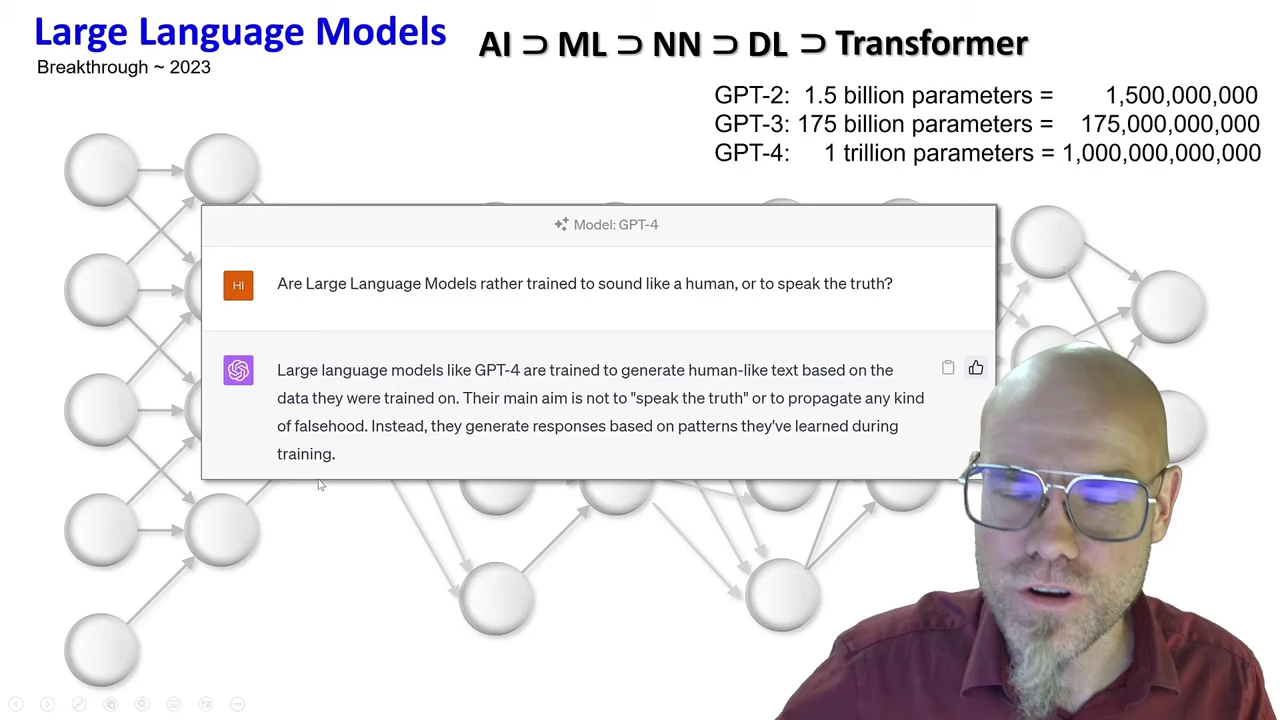 Large Language Models
Breakthrough ~ 2023
AI ⊃ ML ⊃ NN ⊃ DL ⊃ Transformer
GPT-2: 1.5 billion parameters = 1,500,000,000
GPT-3: 175 billion parameters = 175,000,000,000
GPT-4: 1 trillion parameters = 1,000,000,000,000
Model: GPT-4
HI
Are Large Language Models rather trained to sound like a human, or to speak the truth?
Large language models like GPT-4 are trained to generate human-like text based on the
data they were trained on. Their main aim is not to "speak the truth" or to propagate any kind
of falsehood. Instead, they generate responses based on patterns they've learned during
training.